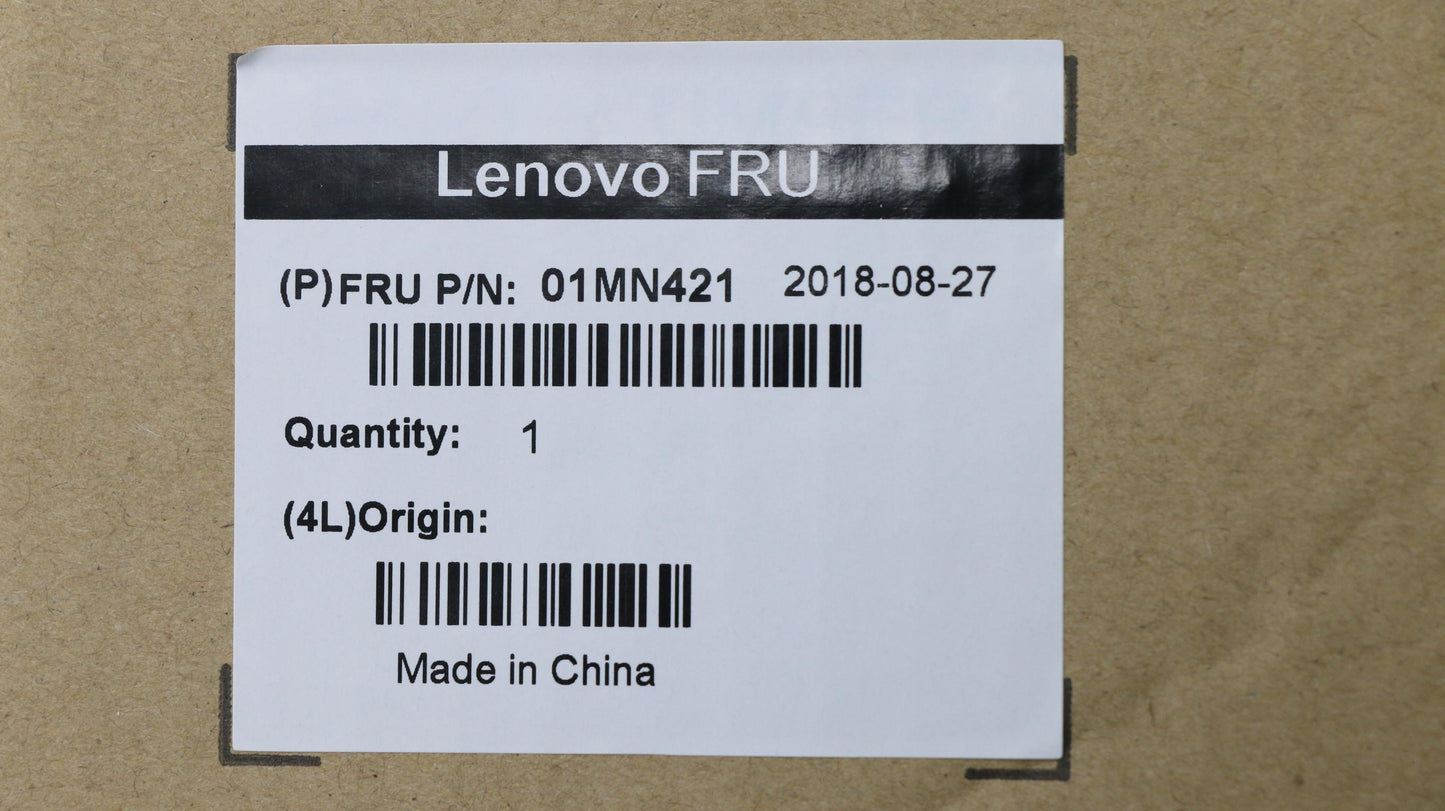 Lenovo FRU
(P)FRU P/N: 01MN421 2018-08-27
Quantity: 1
(4L)Origin:
Made in China